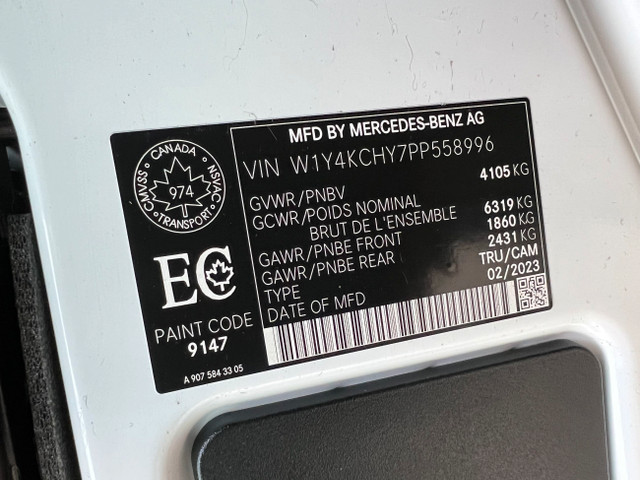 MFD BY MERCEDES-BENZ AG
VIN W1Y4KCHY7PP558996
GVWR/PNBV 4105 KG
GCWR/POIDS NOMINAL
BRUT DE L'ENSEMBLE 6319 KG
GAWR/PNBE FRONT 1860 KG
GAWR/PNBE REAR 2431 KG
TYPE TRU/CAM
DATE OF MFD 02/2023
CANADA
CMVSS
NSVAC
974
TRANSPORT
EC
PAINT CODE
9147
A 907 584 33 05